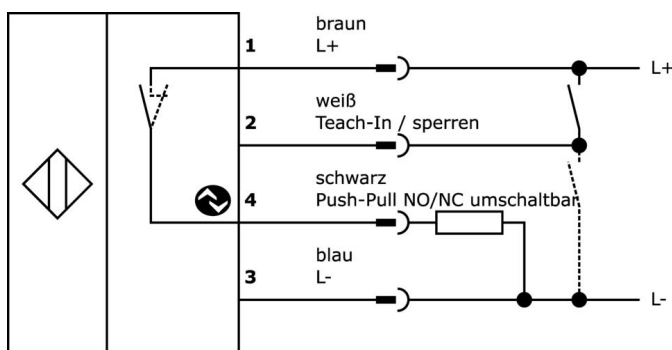 braun
1 L+ L+
weiß
2 Teach-In / sperren
schwarz
4 Push-Pull NO/NC umschaltbar
blau
3 L- L-